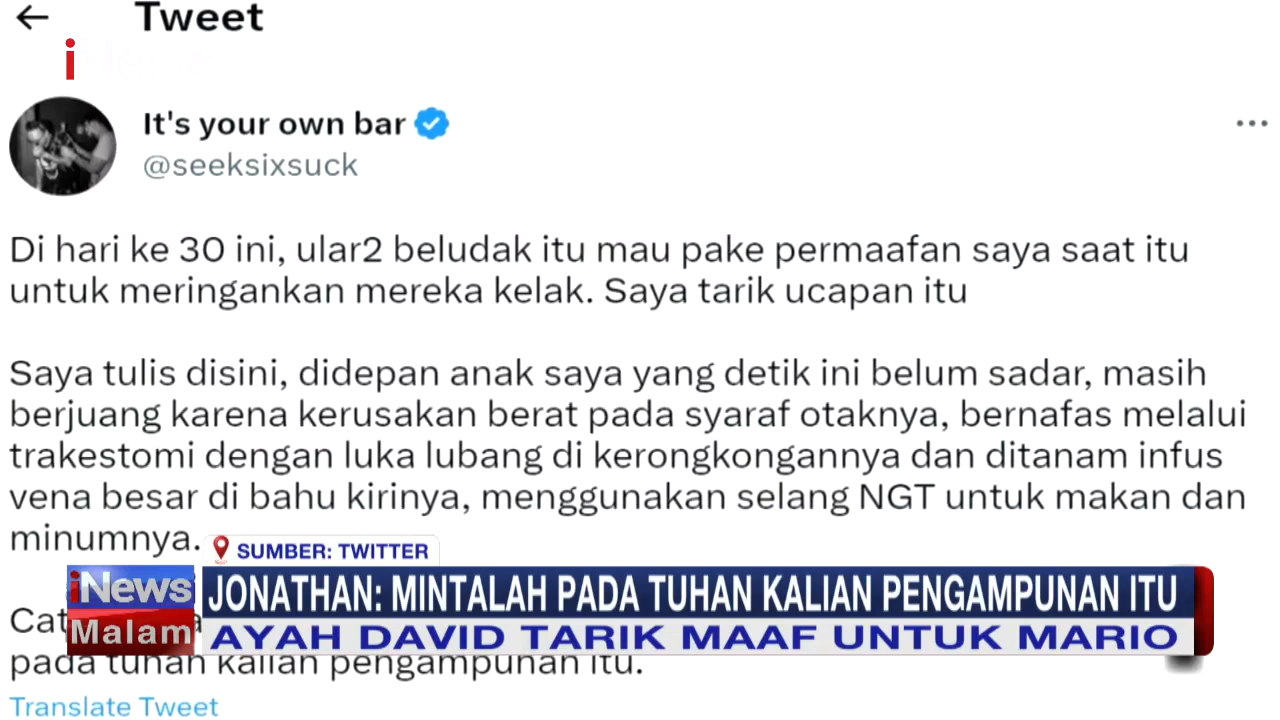 Tweet
i
It's your own bar
@seeksixsuck
Di hari ke 30 ini, ular2 beludak itu mau pake permaafan saya saat itu
untuk meringankan mereka kelak. Saya tarik ucapan itu
Saya tulis disini, didepan anak saya yang detik ini belum sadar, masih
berjuang karena kerusakan berat pada syaraf otaknya, bernafas melalui
trakestomi dengan luka lubang di kerongkongannya dan ditanam infus
vena besar di bahu kirinya, menggunakan selang NGT untuk makan dan
minumnya.
SUMBER: TWITTER
iNews
Malam
JONATHAN: MINTALAH PADA TUHAN KALIAN PENGAMPUNAN ITU
AYAH DAVID TARIK MAAF UNTUK MARIO
pada tuhan kalian pengampunan itu.
Translate Tweet